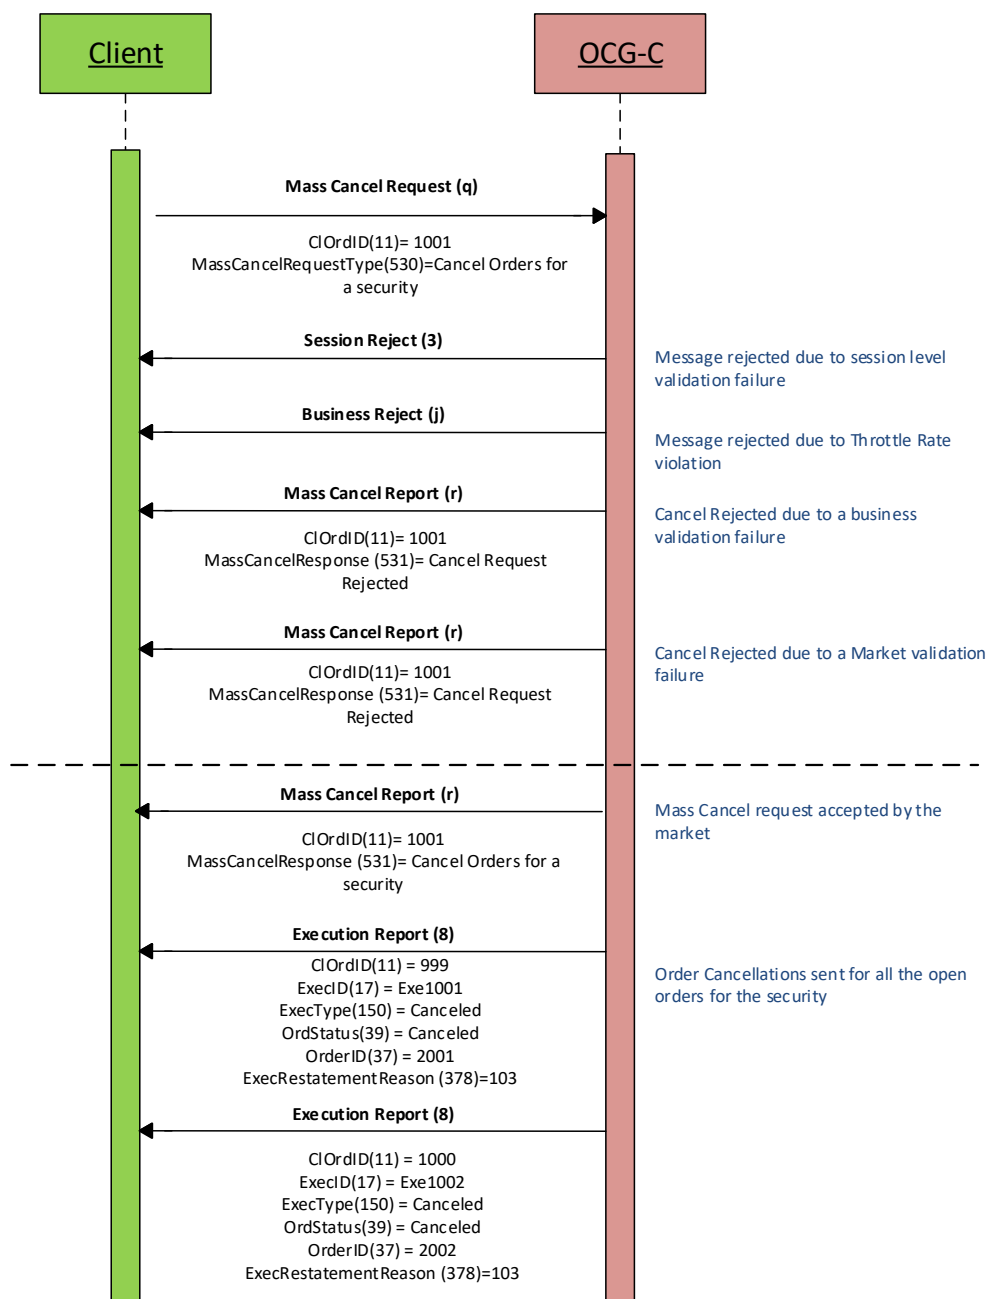 Client
OCG-C
Mass Cancel Request (q)
ClOrdID(11)= 1001
MassCancelRequestType(530)=Cancel Orders for
a security
Session Reject (3)
Message rejected due to session level
validation failure
Business Reject (j)
Message rejected due to Throttle Rate
violation
Mass Cancel Report (r)
Cancel Rejected due to a business
validation failure
ClOrdID(11)= 1001
MassCancelResponse (531)= Cancel Request
Rejected
Mass Cancel Report (r)
Cancel Rejected due to a Market validation
failure
ClOrdID(11)= 1001
MassCancelResponse (531)= Cancel Request
Rejected
Mass Cancel Report (r)
Mass Cancel request accepted by the
market
ClOrdID(11)= 1001
MassCancelResponse (531)= Cancel Orders for a
security
Execution Report (8)
Order Cancellations sent for all the open
orders for the security
ClOrdID(11) = 999
ExecID(17) = Exe1001
ExecType(150) = Canceled
OrdStatus(39) = Canceled
OrderID(37) = 2001
ExecRestatementReason (378)=103
Execution Report (8)
ClOrdID(11) = 1000
ExecID(17) = Exe1002
ExecType(150) = Canceled
OrdStatus(39) = Canceled
OrderID(37) = 2002
ExecRestatementReason (378)=103